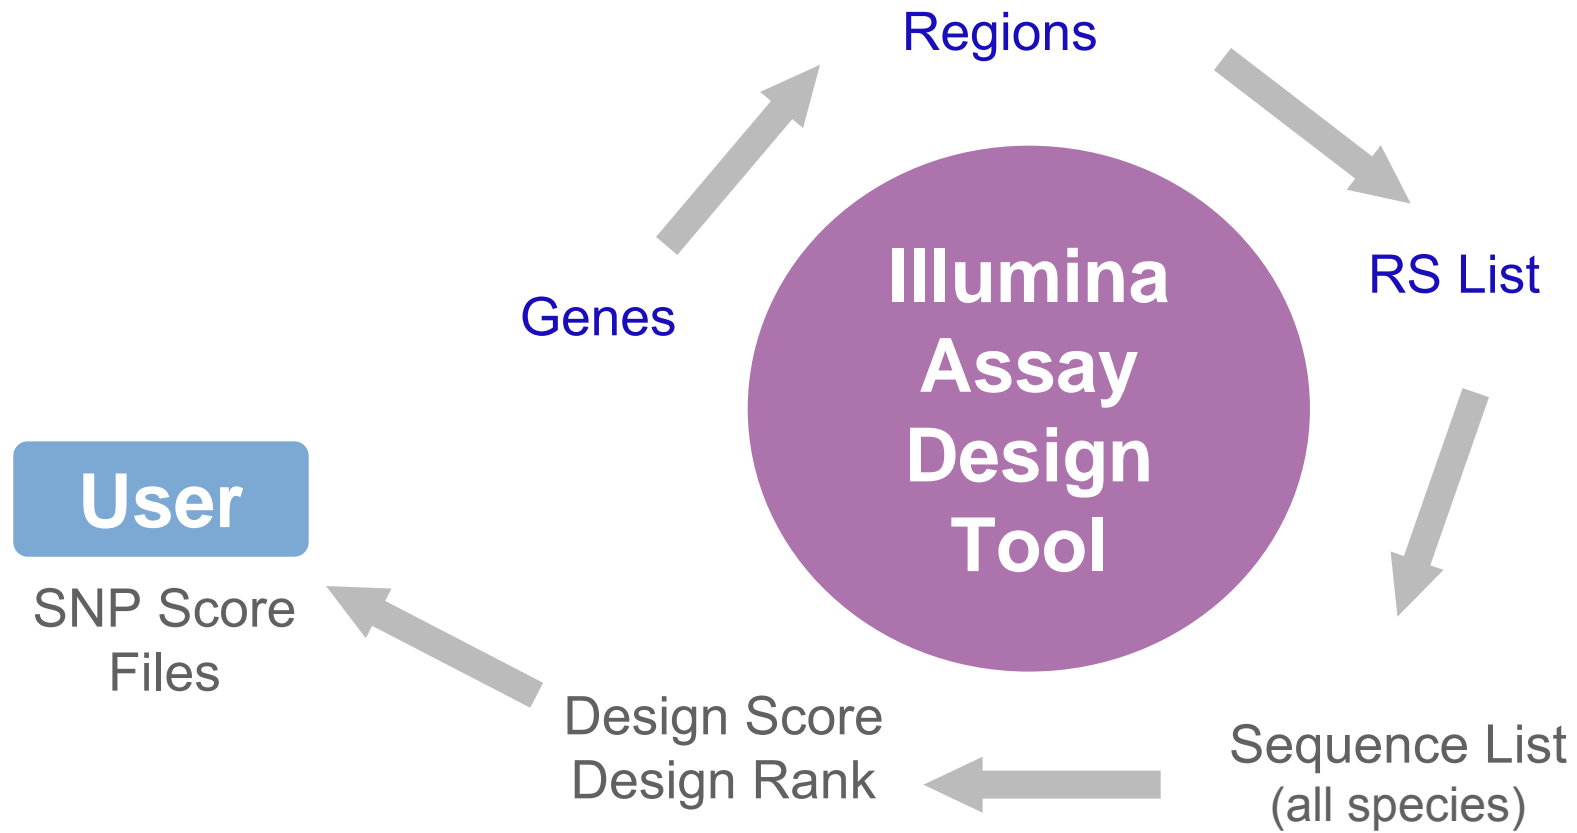 Regions
Genes
RS List
Illumina
Assay
Design
Tool
User
SNP Score
Files
Design Score
Design Rank
Sequence List
(all species)